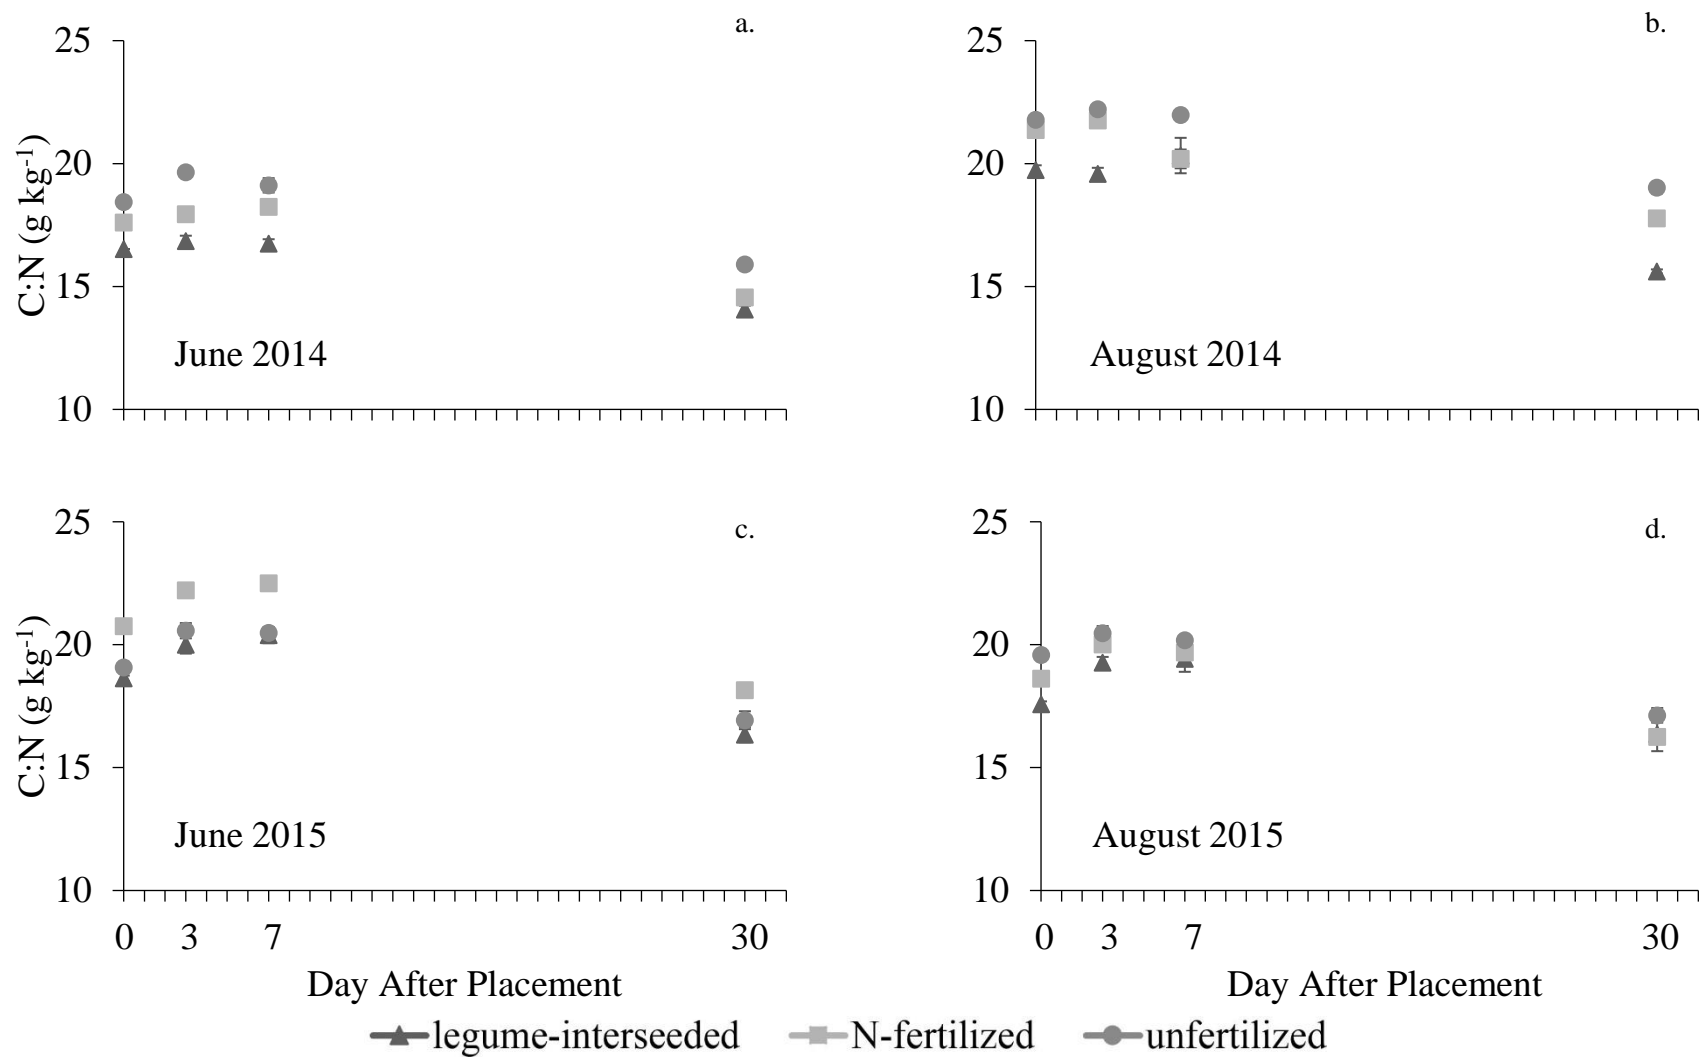 a.
25
20
15
10
C:N (g kg-1)
June 2014
b.
25
20
15
10
August 2014
c.
25
20
15
10
C:N (g kg-1)
June 2015
0 3 7 30
Day After Placement
d.
25
20
15
10
August 2015
0 3 7 30
Day After Placement
legume-interseeded N-fertilized unfertilized